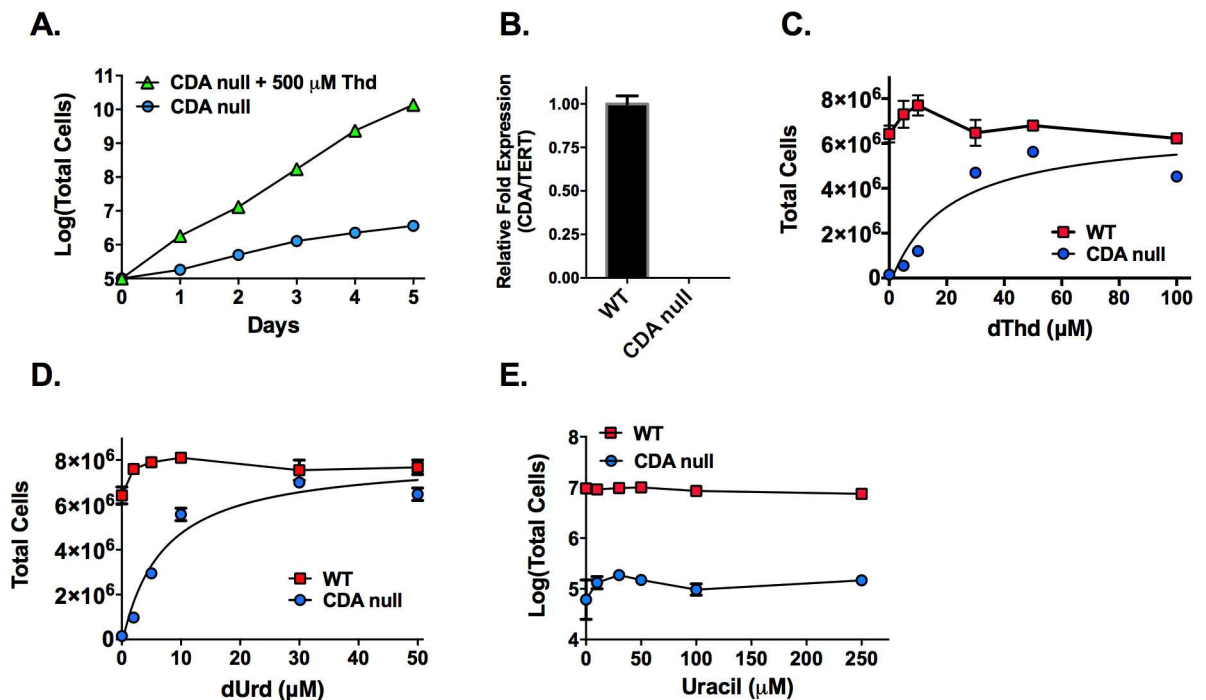 A.
CDA null + 500 μM Thd
CDA null
Log(Total Cells)
11
10
9
8
7
6
5
0 1 2 3 4 5
Days
B.
Relative Fold Expression
(CDA/TERT)
1.00
0.75
0.50
0.25
0.00
WT
CDA null
C.
Total Cells
8×10⁶
6×10⁶
4×10⁶
2×10⁶
0
WT
CDA null
0 20 40 60 80 100
dThd (μM)
D.
Total Cells
8×10⁶
6×10⁶
4×10⁶
2×10⁶
0
WT
CDA null
0 10 20 30 40 50
dUrd (μM)
E.
WT
CDA null
Log(Total Cells)
8
7
6
5
4
0 50 100 150 200 250
Uracil (μM)